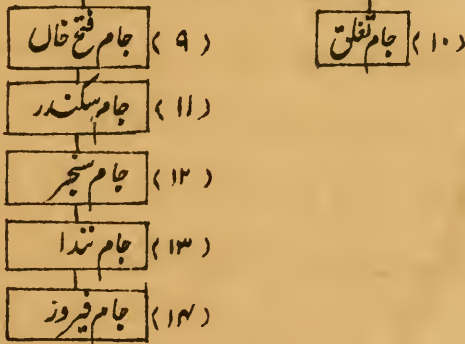 (۱۰) جام تغلق
(۹) جام فتح خاں
(۱۱) جام سکندر
(۱۲) جام سنجر
(۱۳) جام نندا
(۱۴) جام فیروز